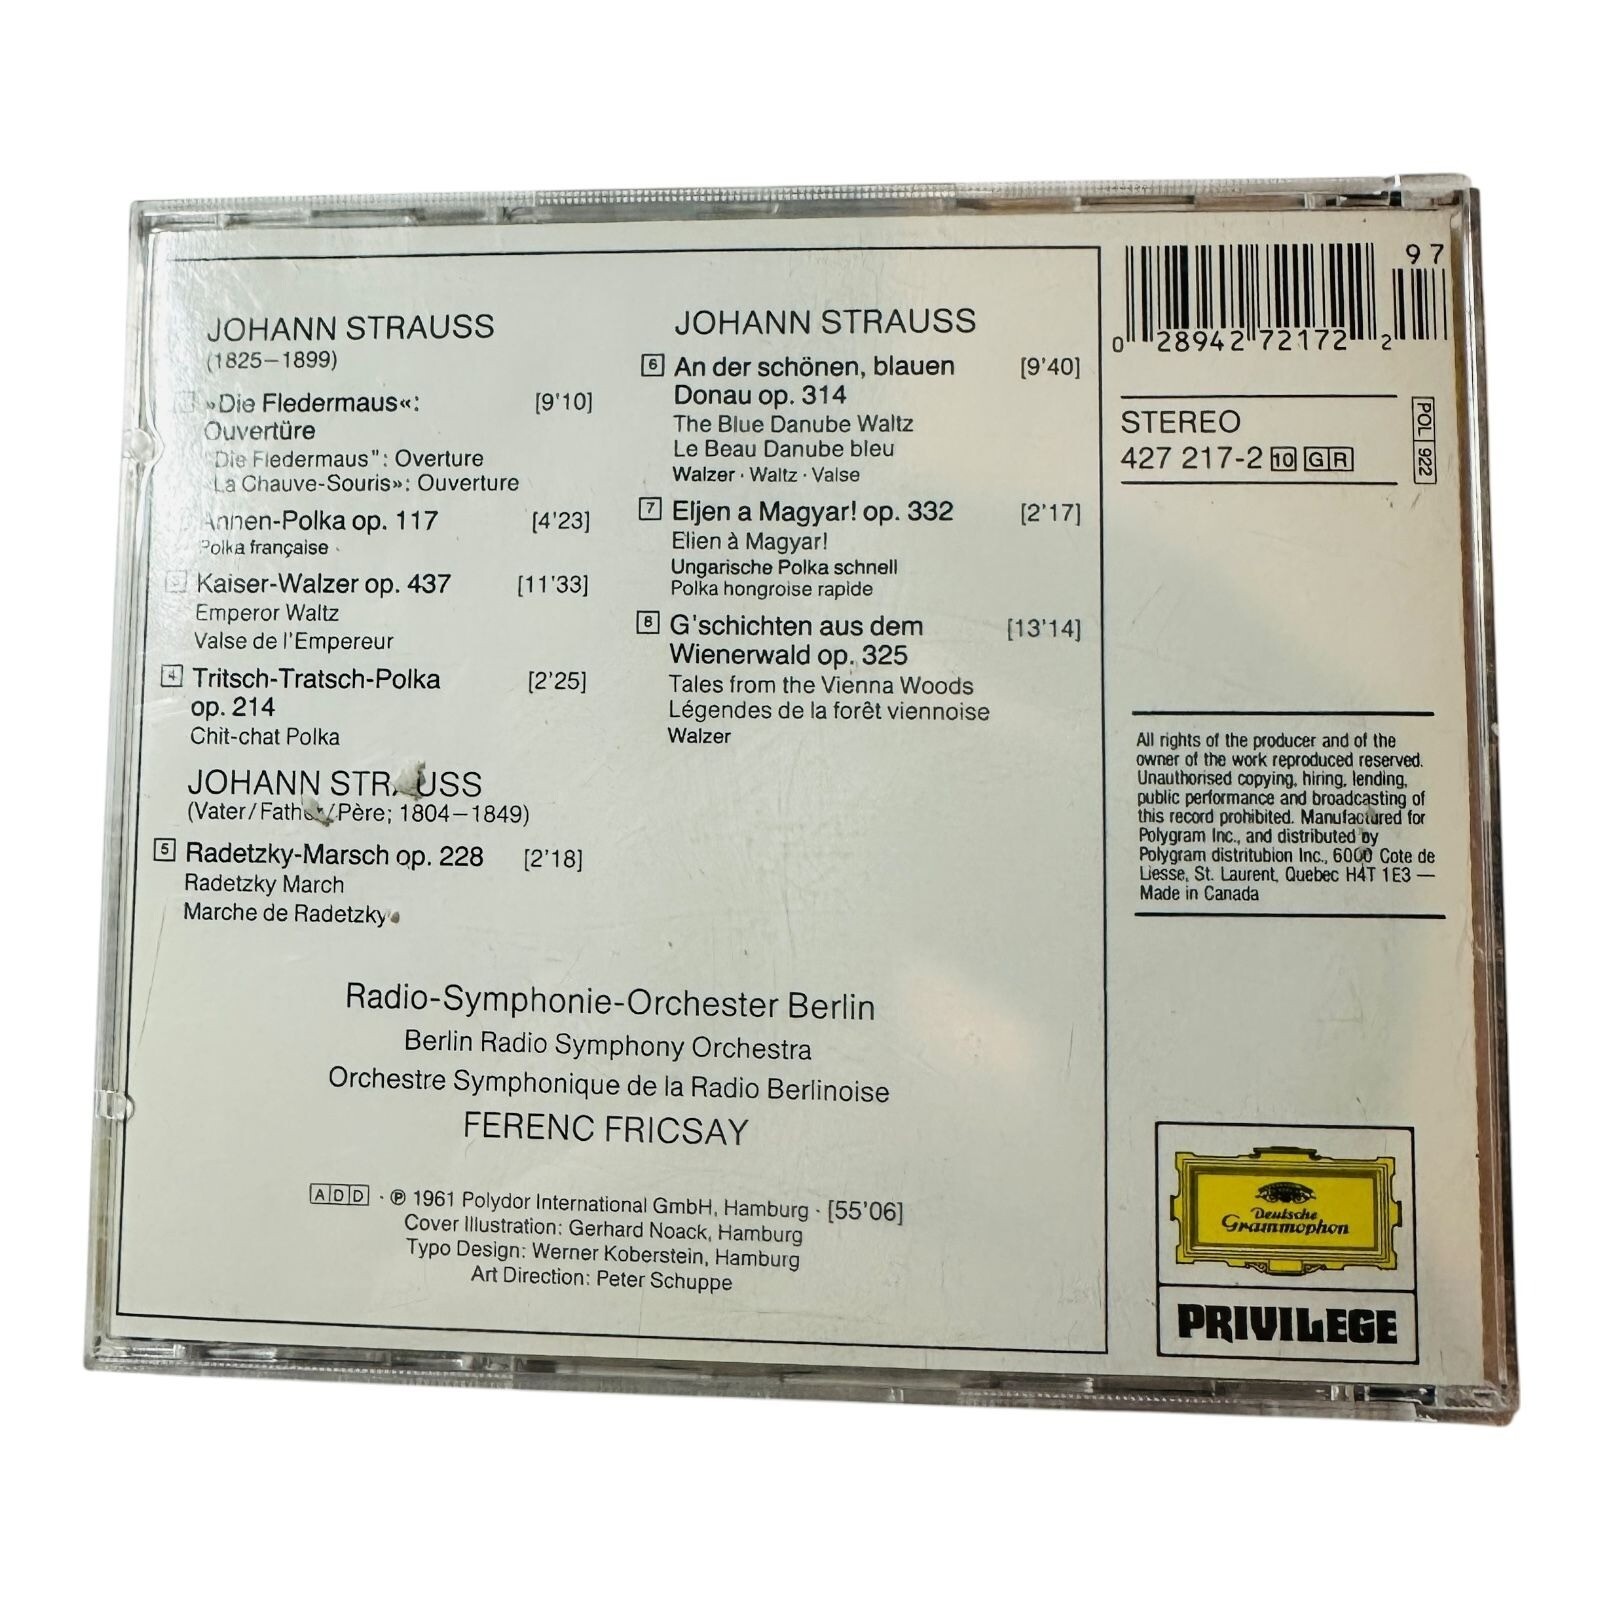 JOHANN STRAUSS
(1825–1899)
»Die Fledermaus«: [9'10]
Ouvertüre
"Die Fledermaus": Overture
«La Chauve-Souris»: Ouverture
Annen-Polka op. 117 [4'23]
Polka française
3 Kaiser-Walzer op. 437 [11'33]
Emperor Waltz
Valse de l'Empereur
4 Tritsch-Tratsch-Polka [2'25]
op. 214
Chit-chat Polka
JOHANN STRAUSS
(Vater/Father/Père; 1804–1849)
5 Radetzky-Marsch op. 228 [2'18]
Radetzky March
Marche de Radetzky
JOHANN STRAUSS
6 An der schönen, blauen [9'40]
Donau op. 314
The Blue Danube Waltz
Le Beau Danube bleu
Walzer · Waltz · Valse
7 Eljen a Magyar! op. 332 [2'17]
Elien à Magyar!
Ungarische Polka schnell
Polka hongroise rapide
8 G'schichten aus dem [13'14]
Wienerwald op. 325
Tales from the Vienna Woods
Légendes de la forêt viennoise
Walzer
Radio-Symphonie-Orchester Berlin
Berlin Radio Symphony Orchestra
Orchestre Symphonique de la Radio Berlinoise
FERENC FRICSAY
ADD · ℗ 1961 Polydor International GmbH, Hamburg · [55'06]
Cover Illustration: Gerhard Noack, Hamburg
Typo Design: Werner Koberstein, Hamburg
Art Direction: Peter Schuppe
97
0 28942 72172 2
STEREO
427 217-2 10 GR
POL 922
All rights of the producer and of the
owner of the work reproduced reserved.
Unauthorised copying, hiring, lending,
public performance and broadcasting of
this record prohibited. Manufactured for
Polygram Inc., and distributed by
Polygram distritubion Inc., 6000 Cote de
Liesse, St. Laurent, Quebec H4T 1E3 —
Made in Canada
Deutsche
Grammophon
PRIVILEGE